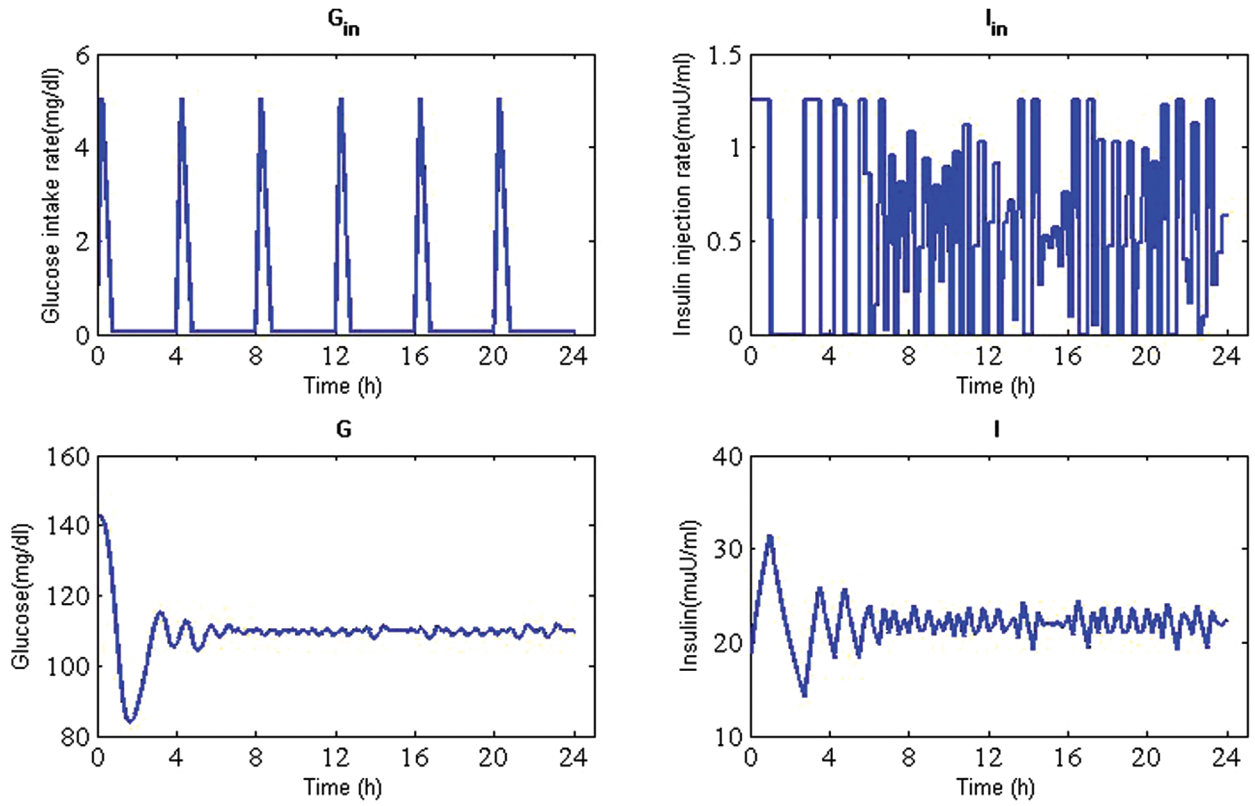 G_in
Glucose intake rate(mg/dl)
6
4
2
0
0 4 8 12 16 20 24
Time (h)
I_in
Insulin injection rate(muU/ml)
1.5
1
0.5
0
0 4 8 12 16 20 24
Time (h)
G
Glucose(mg/dl)
160
140
120
100
80
0 4 8 12 16 20 24
Time (h)
I
Insulin(muU/ml)
40
30
20
10
0 4 8 12 16 20 24
Time (h)